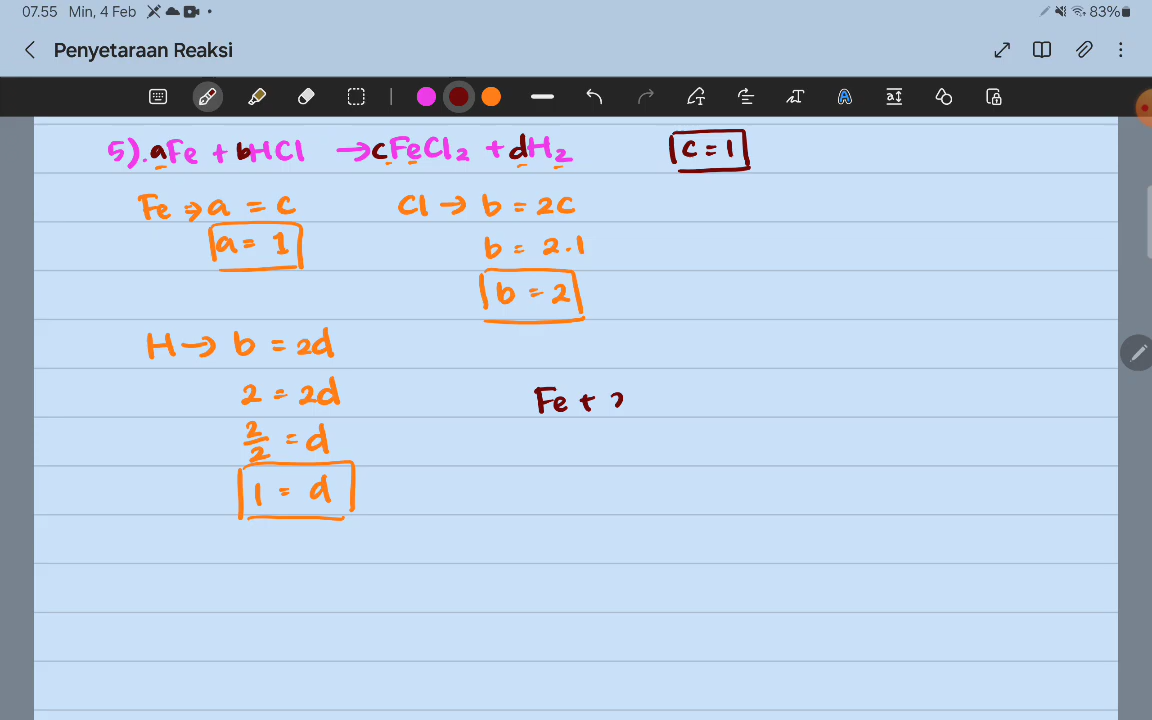 07.55 Min, 4 Feb
83%
Penyetaraan Reaksi
5). aFe + bHCl → cFeCl₂ + dH₂
c = 1
Fe → a = c
a = 1
Cl → b = 2c
b = 2.1
b = 2
H → b = 2d
2 = 2d
2/2 = d
1 = d
Fe +